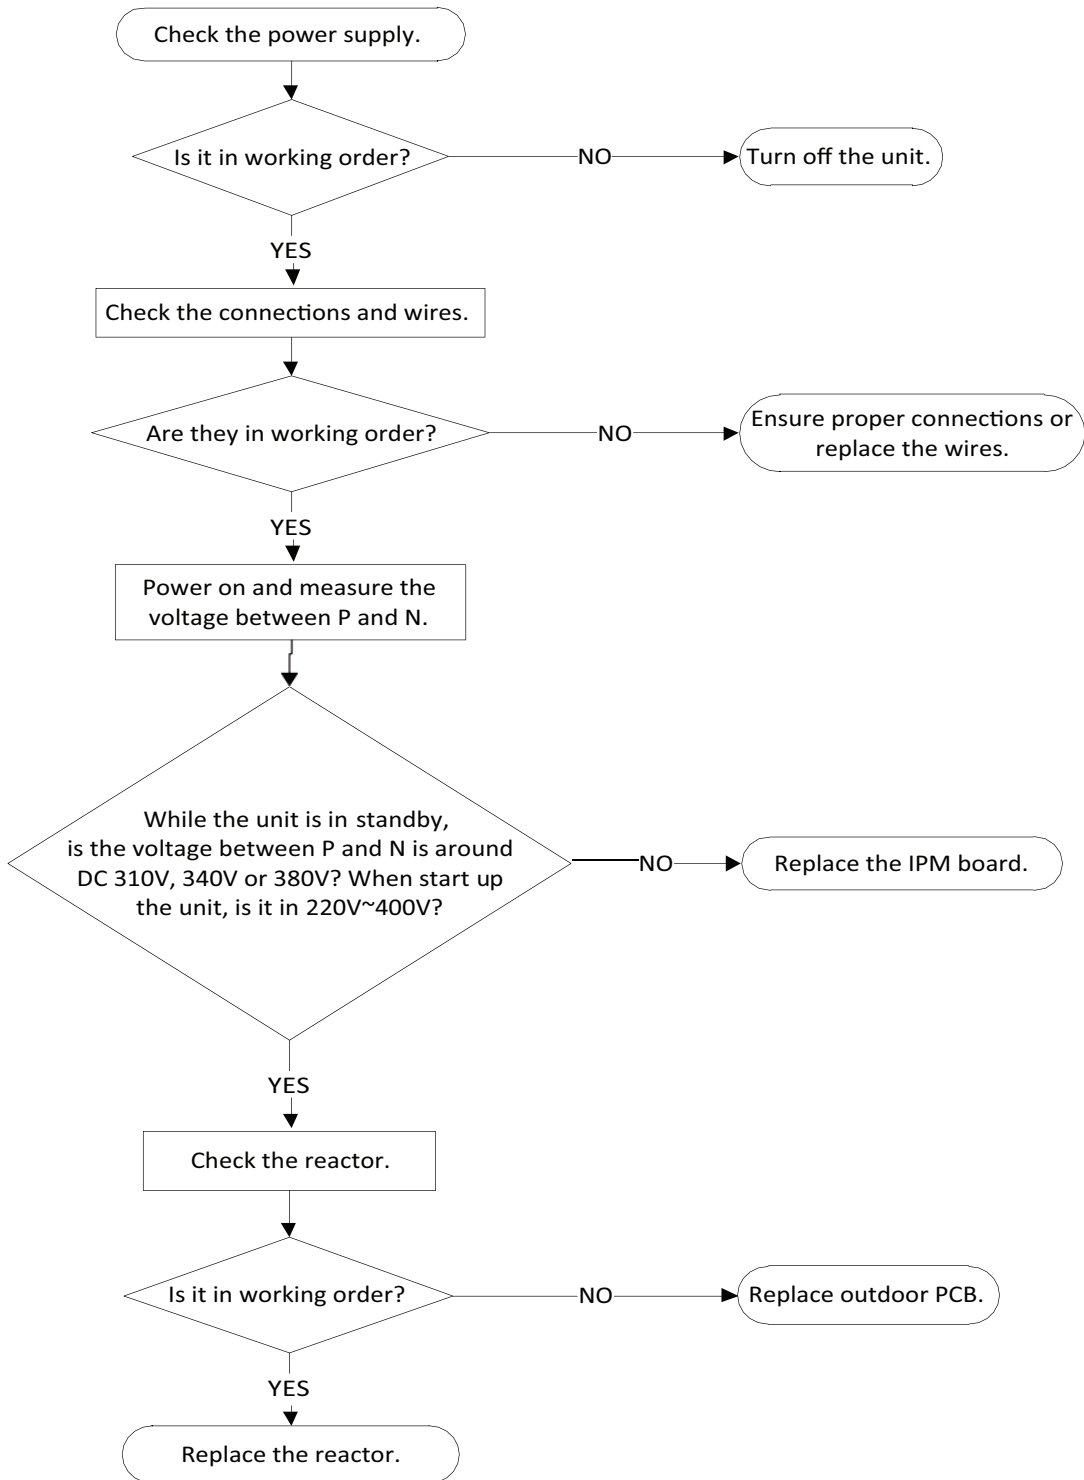 Check the power supply.
Is it in working order?
NO
Turn off the unit.
YES
Check the connections and wires.
Are they in working order?
NO
Ensure proper connections or
replace the wires.
YES
Power on and measure the
voltage between P and N.
While the unit is in standby,
is the voltage between P and N is around
DC 310V, 340V or 380V? When start up
the unit, is it in 220V~400V?
NO
Replace the IPM board.
YES
Check the reactor.
Is it in working order?
NO
Replace outdoor PCB.
YES
Replace the reactor.